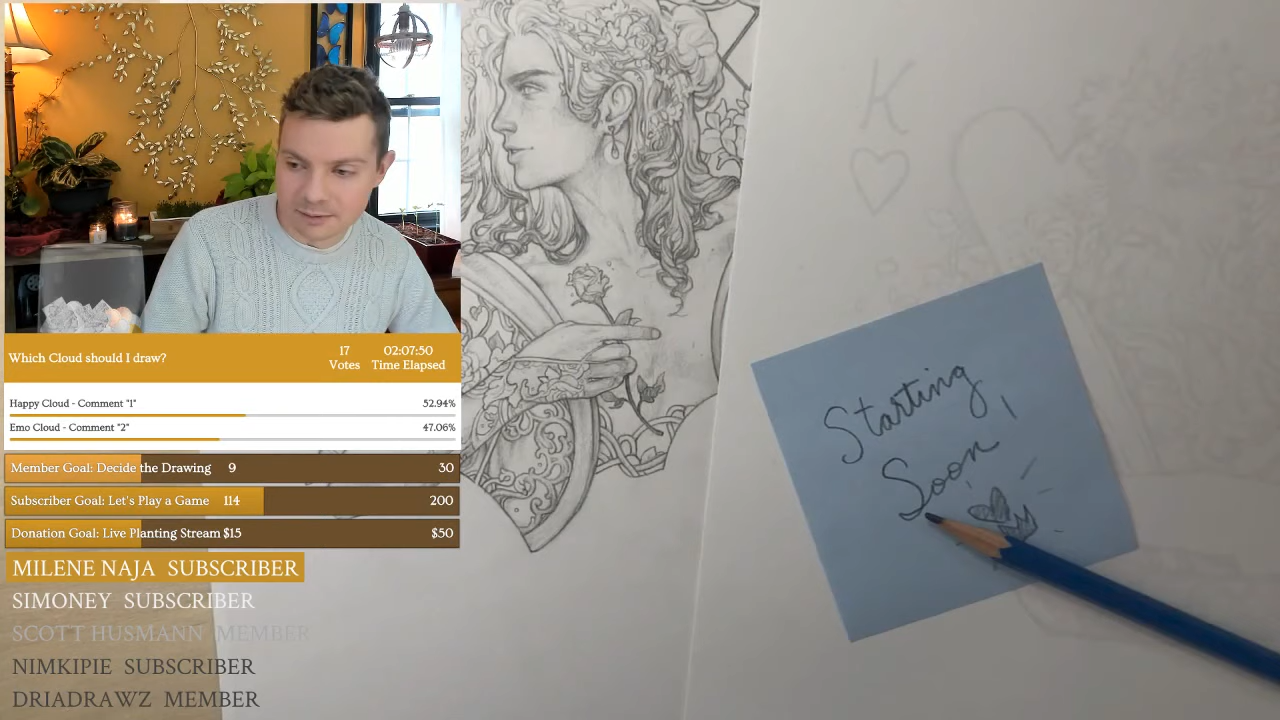 Which Cloud should I draw?
17 Votes
02:07:50 Time Elapsed
Happy Cloud - Comment "1" 52.94%
Emo Cloud - Comment "2" 47.06%
Member Goal: Decide the Drawing 9 30
Subscriber Goal: Let's Play a Game 114 200
Donation Goal: Live Planting Stream $15 $50
MILENE NAJA SUBSCRIBER
SIMONEY SUBSCRIBER
SCOTT HUSMANN MEMBER
NIMKIPIE SUBSCRIBER
DRIADRAWZ MEMBER
K
Starting
Soon